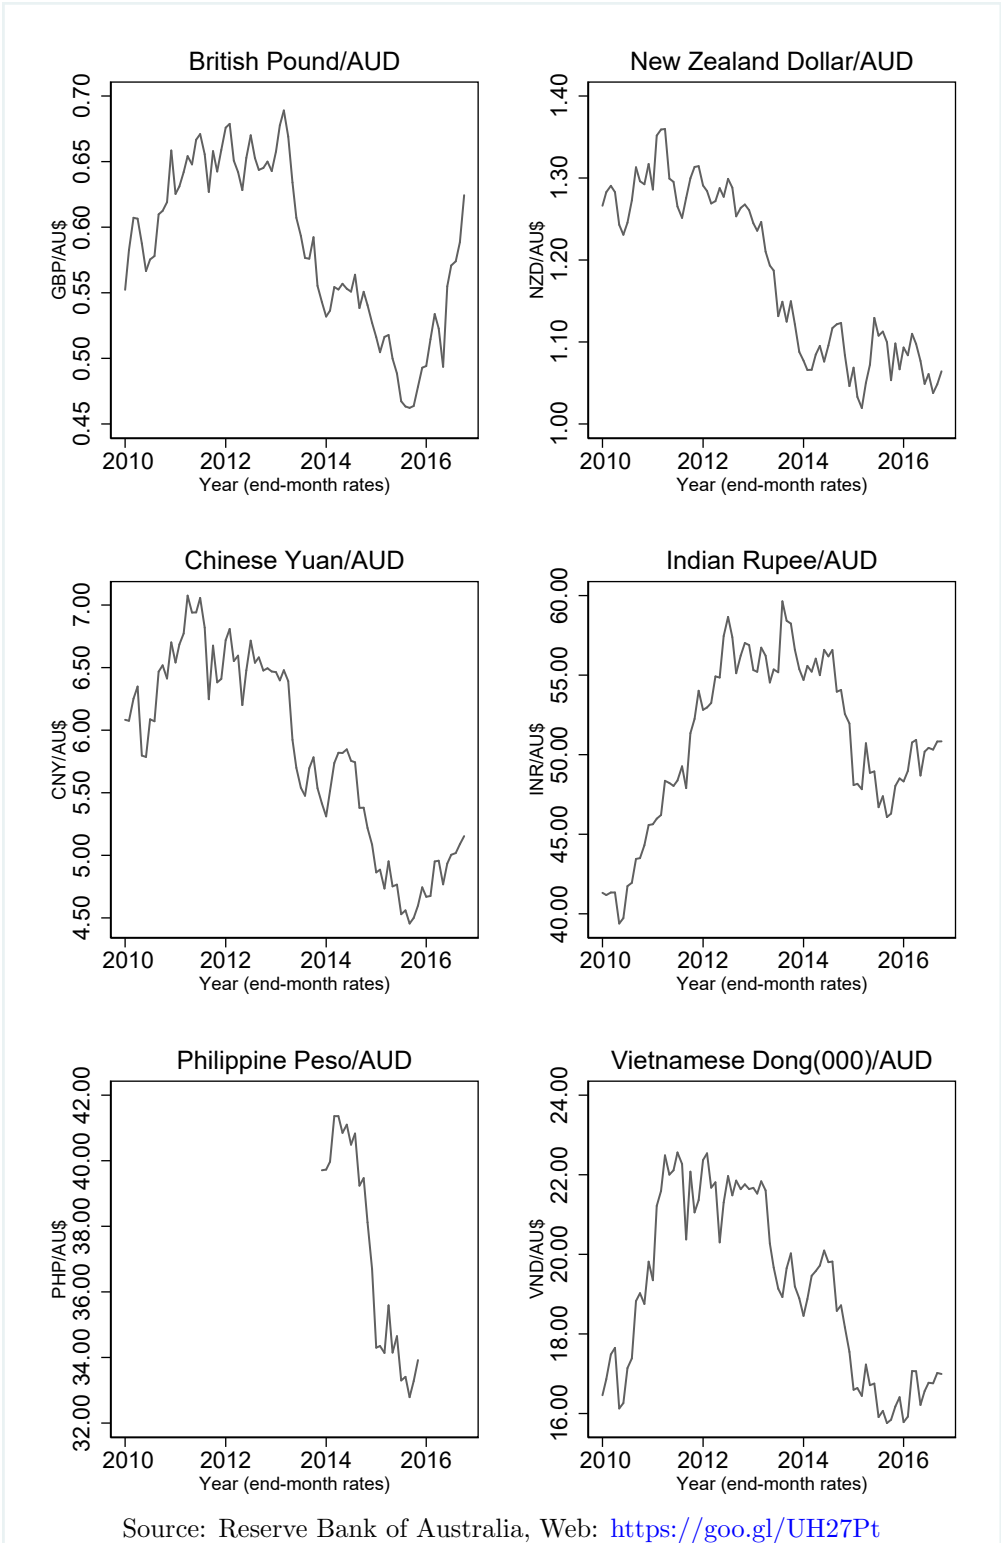 British Pound/AUD
GBP/AU$
0.70
0.65
0.60
0.55
0.50
0.45
2010 2012 2014 2016
Year (end-month rates)
New Zealand Dollar/AUD
NZD/AU$
1.40
1.30
1.20
1.10
1.00
2010 2012 2014 2016
Year (end-month rates)
Chinese Yuan/AUD
CNY/AU$
7.00
6.50
6.00
5.50
5.00
4.50
2010 2012 2014 2016
Year (end-month rates)
Indian Rupee/AUD
INR/AU$
60.00
55.00
50.00
45.00
40.00
2010 2012 2014 2016
Year (end-month rates)
Philippine Peso/AUD
PHP/AU$
42.00
40.00
38.00
36.00
34.00
32.00
2010 2012 2014 2016
Year (end-month rates)
Vietnamese Dong(000)/AUD
VND/AU$
24.00
22.00
20.00
18.00
16.00
2010 2012 2014 2016
Year (end-month rates)
Source: Reserve Bank of Australia, Web: https://goo.gl/UH27Pt